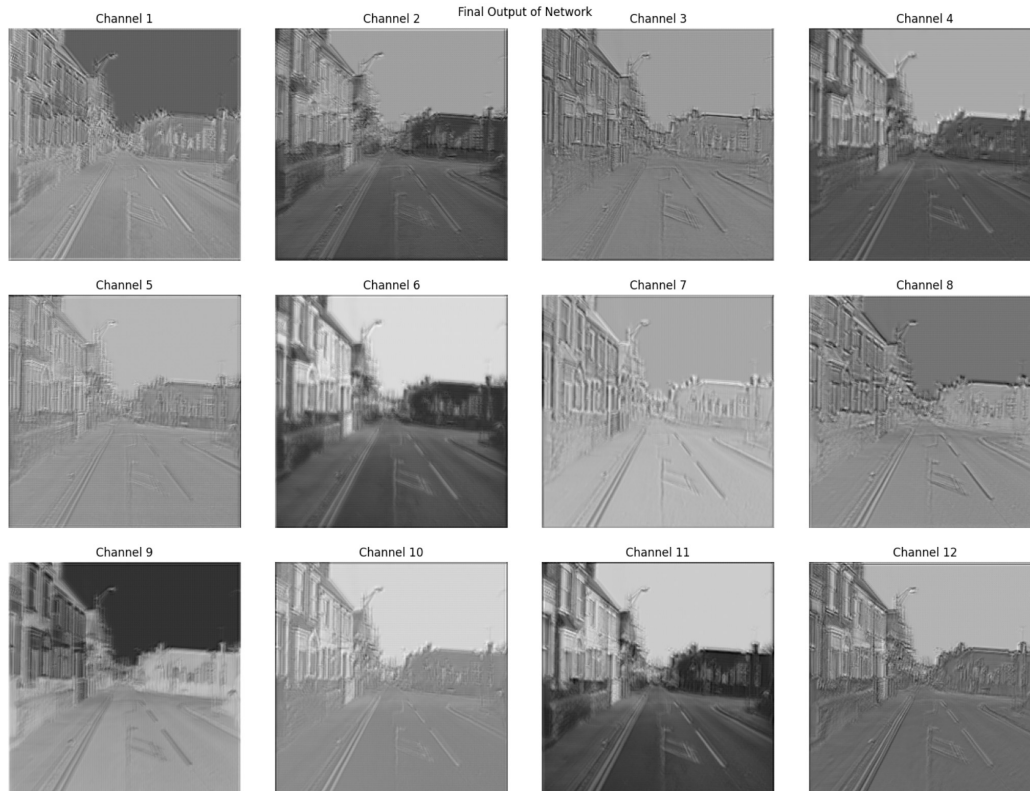 Final Output of Network
Channel 1
Channel 2
Channel 3
Channel 4
Channel 5
Channel 6
Channel 7
Channel 8
Channel 9
Channel 10
Channel 11
Channel 12